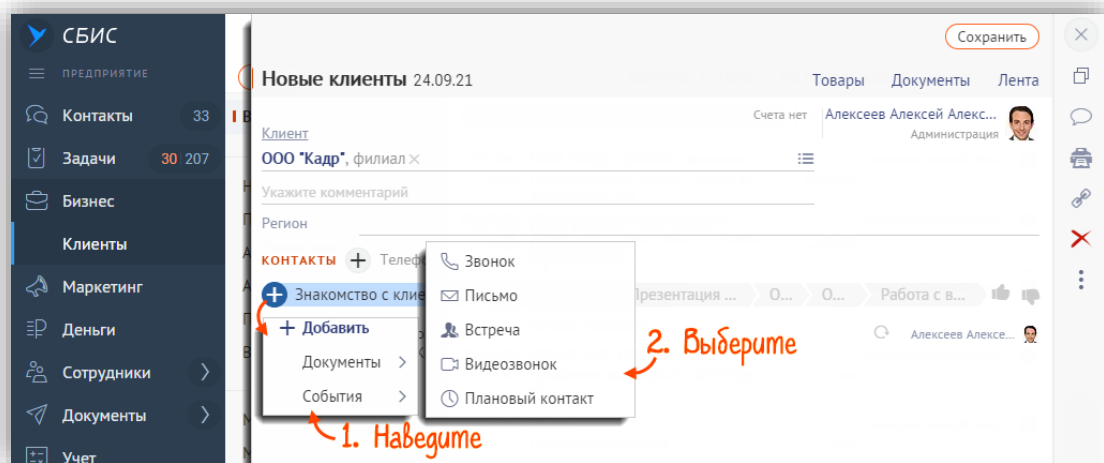 СБИС
Сохранить
ПРЕДПРИЯТИЕ
Новые клиенты 24.09.21
Товары Документы Лента
Контакты 33
Счета нет
Алексеев Алексей Алекс...
Администрация
Клиент
Задачи 30 207
ООО "Кадр", филиал
Укажите комментарий
Бизнес
Регион
Клиенты
КОНТАКТЫ + Телеф
Звонок
Маркетинг
Знакомство с клие
Письмо
Презентация ... О... О... Работа с в...
+ Добавить
Встреча
2. Выберите
Алексеев Алексе...
Деньги
Документы >
Видеозвонок
Сотрудники >
События >
Плановый контакт
Документы >
1. Наведите
Учет